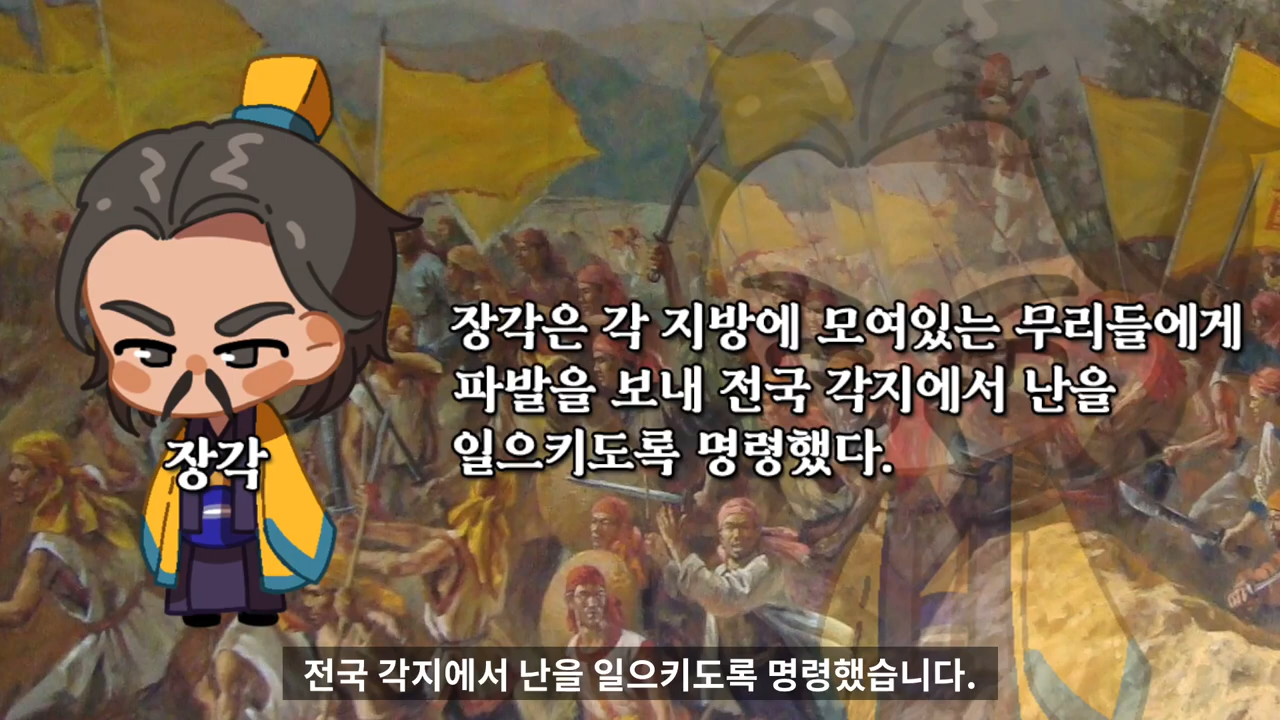 장각은 각 지방에 모여있는 무리들에게
파발을 보내 전국 각지에서 난을
일으키도록 명령했다.
장각
전국 각지에서 난을 일으키도록 명령했습니다.